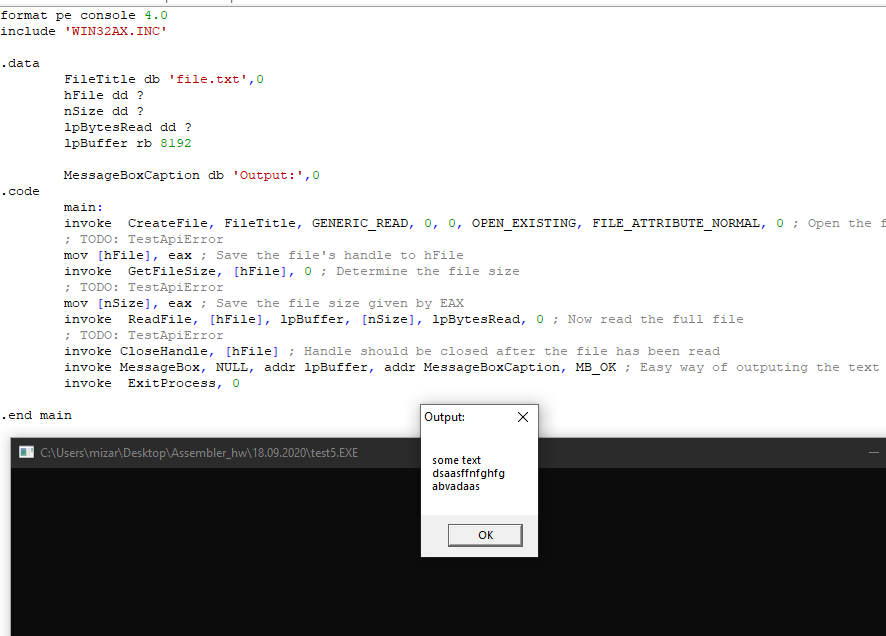 format pe console 4.0
include 'WIN32AX.INC'
.data
FileTitle db 'file.txt',0
hFile dd ?
nSize dd ?
lpBytesRead dd ?
lpBuffer rb 8192
MessageBoxCaption db 'Output:',0
.code
main:
invoke  CreateFile, FileTitle, GENERIC_READ, 0, 0, OPEN_EXISTING, FILE_ATTRIBUTE_NORMAL, 0 ; Open the f
; TODO: TestApiError
mov [hFile], eax ; Save the file's handle to hFile
invoke  GetFileSize, [hFile], 0 ; Determine the file size
; TODO: TestApiError
mov [nSize], eax ; Save the file size given by EAX
invoke  ReadFile, [hFile], lpBuffer, [nSize], lpBytesRead, 0 ; Now read the full file
; TODO: TestApiError
invoke CloseHandle, [hFile] ; Handle should be closed after the file has been read
invoke MessageBox, NULL, addr lpBuffer, addr MessageBoxCaption, MB_OK ; Easy way of outputing the text
invoke  ExitProcess, 0
.end main
C:\Users\mizar\Desktop\Assembler_hw\18.09.2020\test5.EXE
Output:
some text
dsaasffnfghfg
abvadaas
OK